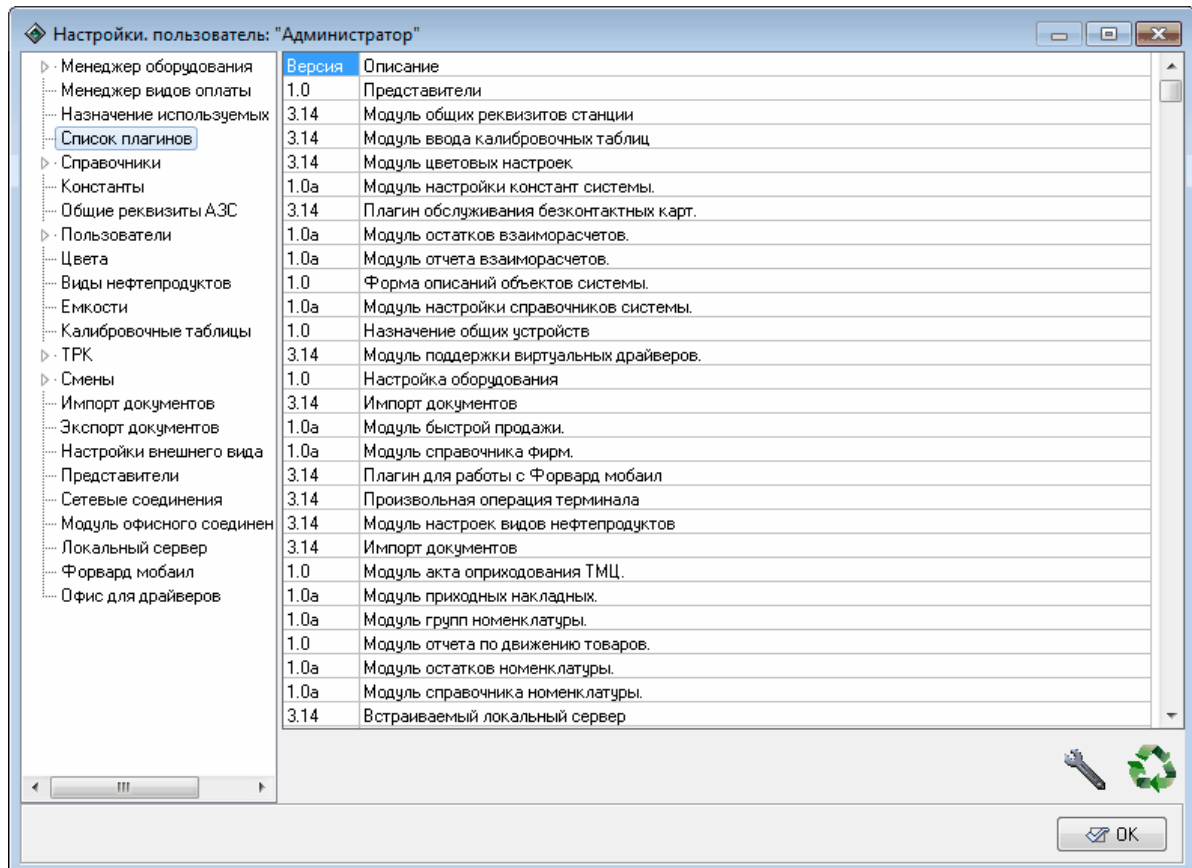 Настройки. пользователь: "Администратор"
Менеджер оборудования
Менеджер видов оплаты
Назначение используемых
Список плагинов
Справочники
Константы
Общие реквизиты АЗС
Пользователи
Цвета
Виды нефтепродуктов
Емкости
Калибровочные таблицы
ТРК
Смены
Импорт документов
Экспорт документов
Настройки внешнего вида
Представители
Сетевые соединения
Модуль офисного соединен
Локальный сервер
Форвард мобаил
Офис для драйверов
Версия Описание
1.0 Представители
3.14 Модуль общих реквизитов станции
3.14 Модуль ввода калибровочных таблиц
3.14 Модуль цветовых настроек
1.0a Модуль настройки констант системы.
3.14 Плагин обслуживания безконтактных карт.
1.0a Модуль остатков взаиморасчетов.
1.0a Модуль отчета взаиморасчетов.
1.0 Форма описаний объектов системы.
1.0a Модуль настройки справочников системы.
1.0 Назначение общих устройств
3.14 Модуль поддержки виртуальных драйверов.
1.0 Настройка оборудования
3.14 Импорт документов
1.0a Модуль быстрой продажи.
1.0a Модуль справочника фирм.
3.14 Плагин для работы с Форвард мобаил
3.14 Произвольная операция терминала
3.14 Модуль настроек видов нефтепродуктов
3.14 Импорт документов
1.0 Модуль акта оприходования ТМЦ.
1.0a Модуль приходных накладных.
1.0a Модуль групп номенклатуры.
1.0 Модуль отчета по движению товаров.
1.0a Модуль остатков номенклатуры.
1.0a Модуль справочника номенклатуры.
3.14 Встраиваемый локальный сервер
OK